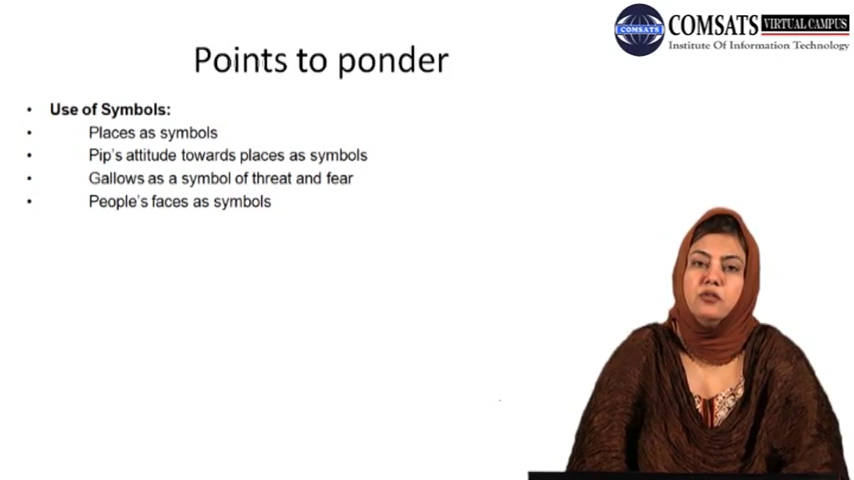 COMSATS VIRTUAL CAMPUS
COMSATS
Institute Of Information Technology
Points to ponder
• Use of Symbols:
• Places as symbols
• Pip's attitude towards places as symbols
• Gallows as a symbol of threat and fear
• People's faces as symbols